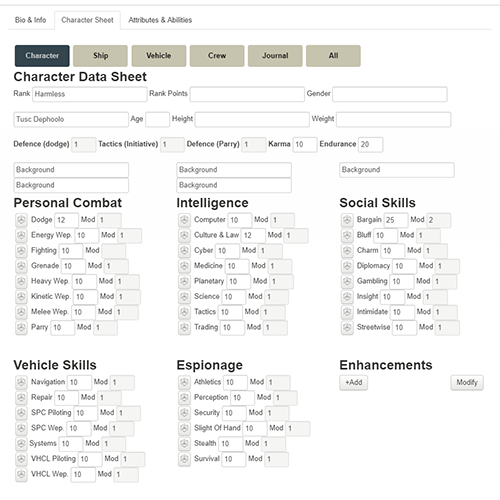 Bio & Info Character Sheet Attributes & Abilities
Character Ship Vehicle Crew Journal All
Character Data Sheet
Rank Harmless Rank Points Gender
Tusc Dephoolo Age Height Weight
Defence (dodge) 1 Tactics (Initiative) 1 Defence (Parry) 1 Karma 10 Endurance 20
Background Background Background
Background Background
Personal Combat Intelligence Social Skills
Dodge 12 Mod 1 Computer 10 Mod 1 Bargain 25 Mod 2
Energy Wep. 10 Mod 1 Culture & Law 12 Mod 1 Bluff 10 Mod 1
Fighting 10 Mod Cyber 10 Mod 1 Charm 10 Mod 1
Grenade 10 Mod 1 Medicine 10 Mod 1 Diplomacy 10 Mod 1
Heavy Wep. 10 Mod 1 Planetary 10 Mod 1 Gambling 10 Mod 1
Kinetic Wep. 10 Mod 1 Science 10 Mod 1 Insight 10 Mod 1
Melee Wep. 10 Mod 1 Tactics 10 Mod 1 Intimidate 10 Mod 1
Parry 10 Mod 1 Trading 10 Mod 1 Streetwise 10 Mod 1
Vehicle Skills Espionage Enhancements
Navigation 10 Mod 1 Athletics 10 Mod 1 +Add Modify
Repair 10 Mod 1 Perception 10 Mod 1
SPC Piloting 10 Mod 1 Security 10 Mod 1
SPC Wep. 10 Mod 1 Slight Of Hand 10 Mod 1
Systems 10 Mod 1 Stealth 10 Mod 1
VHCL Piloting 10 Mod 1 Survival 10 Mod 1
VHCL Wep. 10 Mod 1